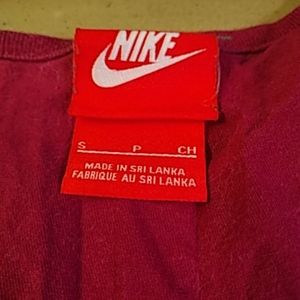 NIKE
S P CH
MADE IN SRI LANKA
FABRIQUE AU SRI LANKA